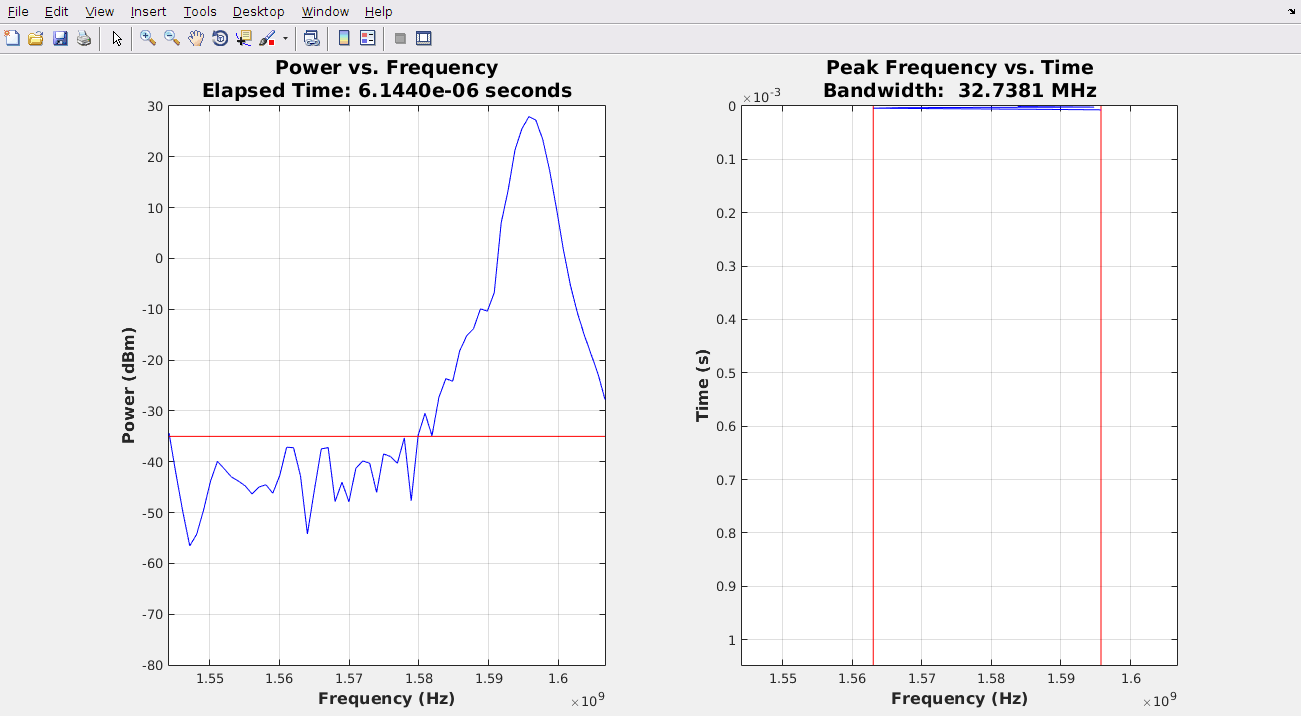 File Edit View Insert Tools Desktop Window Help
Power vs. Frequency
Elapsed Time: 6.1440e-06 seconds
30
20
10
0
-10
-20
-30
-40
-50
-60
-70
-80
Power (dBm)
1.55 1.56 1.57 1.58 1.59 1.6
×10^9
Frequency (Hz)
Peak Frequency vs. Time
Bandwidth:  32.7381 MHz
×10^-3
0
0.1
0.2
0.3
0.4
0.5
0.6
0.7
0.8
0.9
1
Time (s)
1.55 1.56 1.57 1.58 1.59 1.6
×10^9
Frequency (Hz)